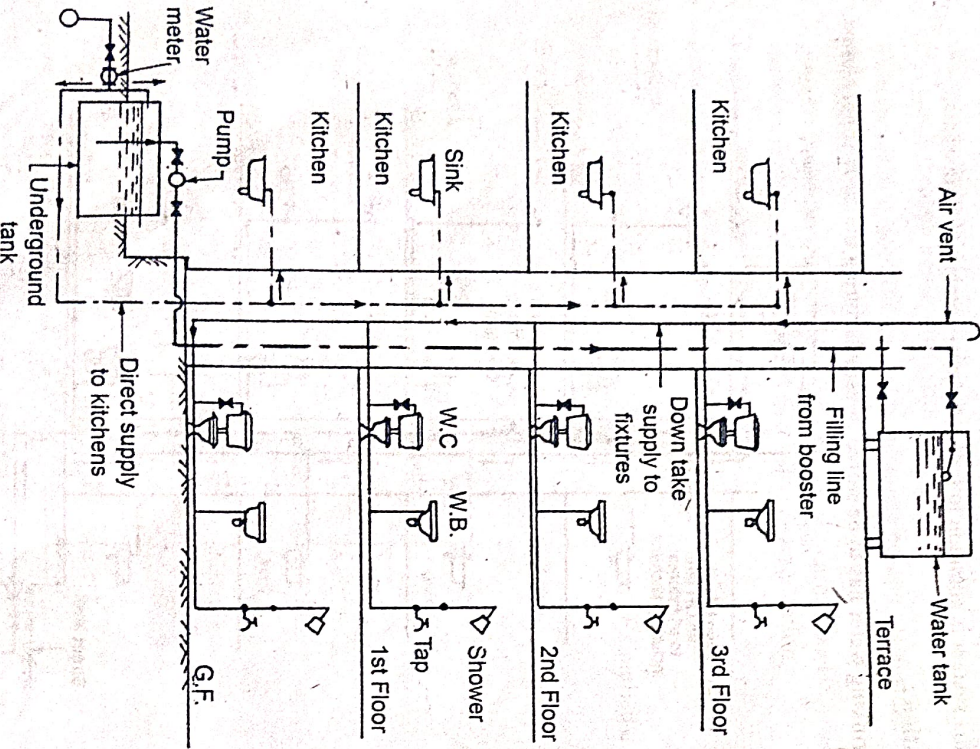 Air vent
Water tank
Terrace
Filling line
from booster
Kitchen
3rd Floor
Down take
supply to
fixtures
Kitchen
2nd Floor
Sink
Kitchen
W.C
W.B.
Shower
Tap
1st Floor
Kitchen
G.F.
Pump
Water
meter
Underground
tank
Direct supply
to kitchens